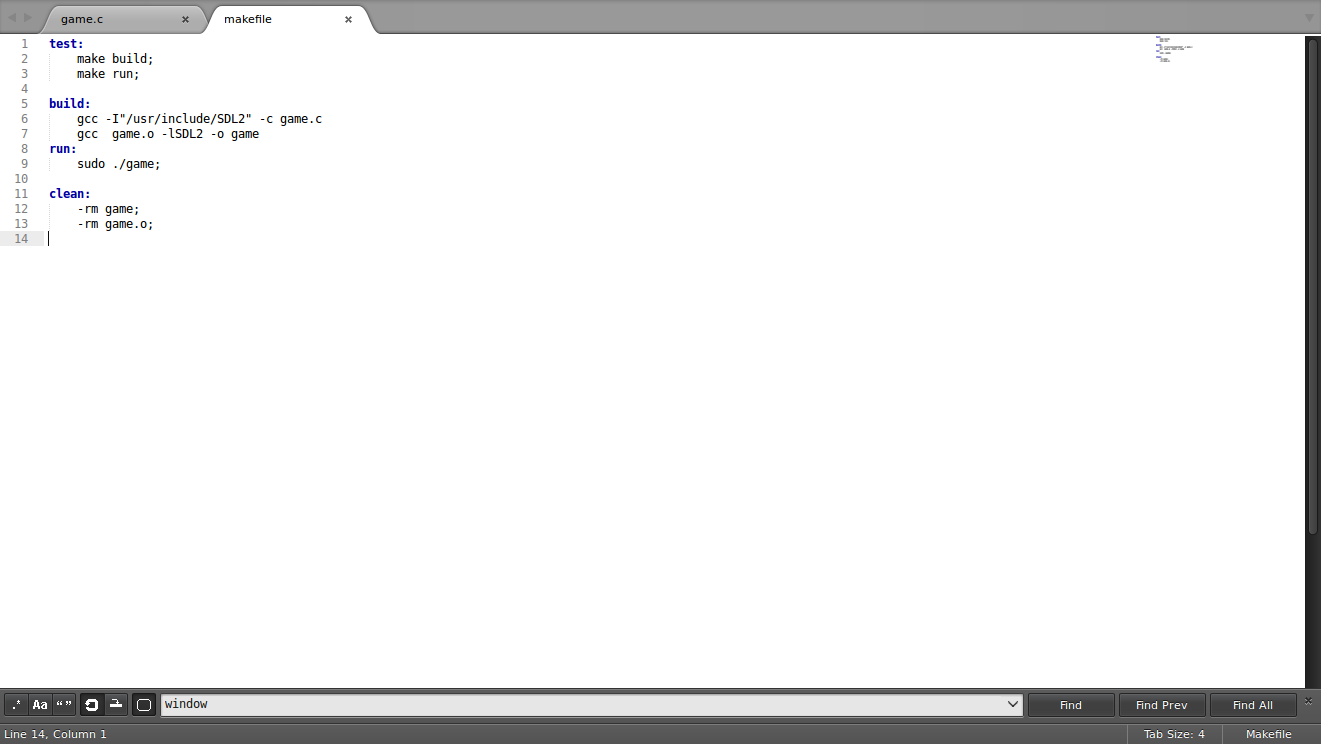 game.c ×
makefile ×
1 test:
2     make build;
3     make run;
4
5 build:
6     gcc -I"/usr/include/SDL2" -c game.c
7     gcc  game.o -lSDL2 -o game
8 run:
9     sudo ./game;
10
11 clean:
12     -rm game;
13     -rm game.o;
14
.* Aa “” window Find Find Prev Find All ×
Line 14, Column 1 Tab Size: 4 Makefile